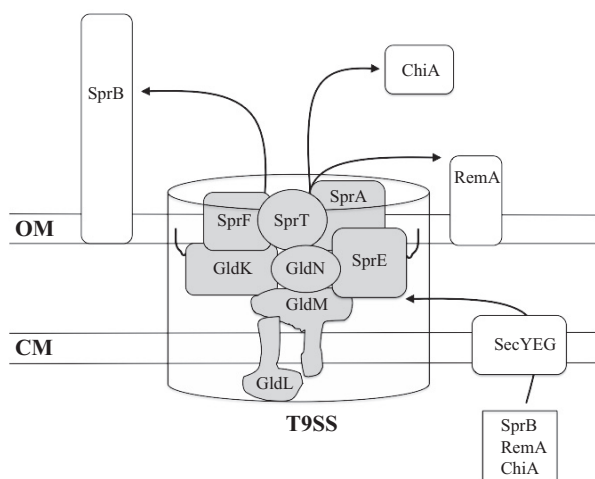 ChiA
SprB
RemA
SprA
SprF
SprT
OM
SprE
GldK
GldN
GldM
CM
SecYEG
GldL
T9SS
SprB
RemA
ChiA